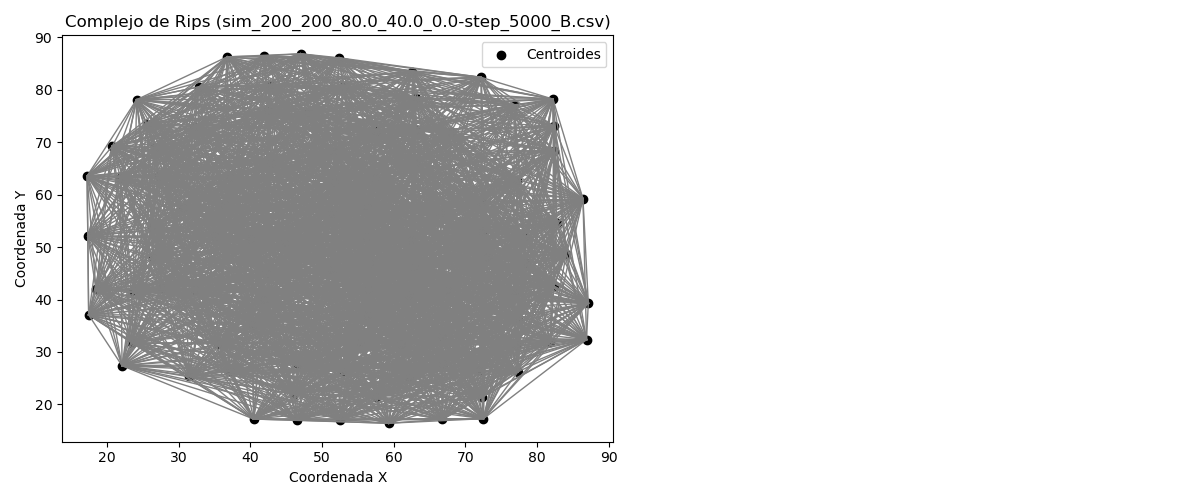 Complejo de Rips (sim_200_200_80.0_40.0_0.0-step_5000_B.csv)
90
80
70
60
50
40
30
20
Coordenada Y
Centroides
20 30 40 50 60 70 80 90
Coordenada X